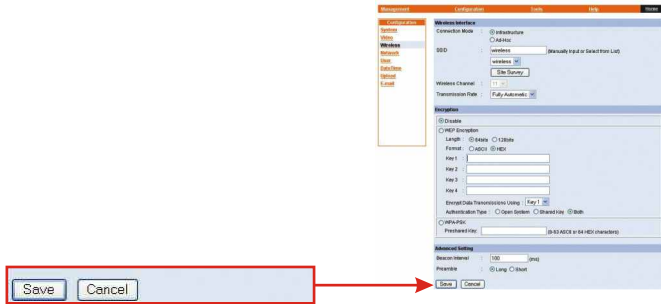 Management Configuration Tools Help Home
Configuration
System
Video
Wireless
Network
User
Date/Time
Upload
E-mail
Wireless Interface
Connection Mode : Infrastructure
Ad-Hoc
SSID : wireless (Manually Input or Select from List)
wireless
Site Survey
Wireless Channel : 11
Transmission Rate : Fully Automatic
Encryption
Disable
WEP Encryption
Length : 64bits 128bits
Format : ASCII HEX
Key 1 :
Key 2 :
Key 3 :
Key 4 :
Encrypt Data Transmissions Using : Key 1
Authentication Type : Open System Shared Key Both
WPA-PSK
Preshared Key: (8-63 ASCII or 64 HEX characters)
Advanced Setting
Beacon Interval : 100 (ms)
Preamble : Long Short
Save Cancel
Save Cancel